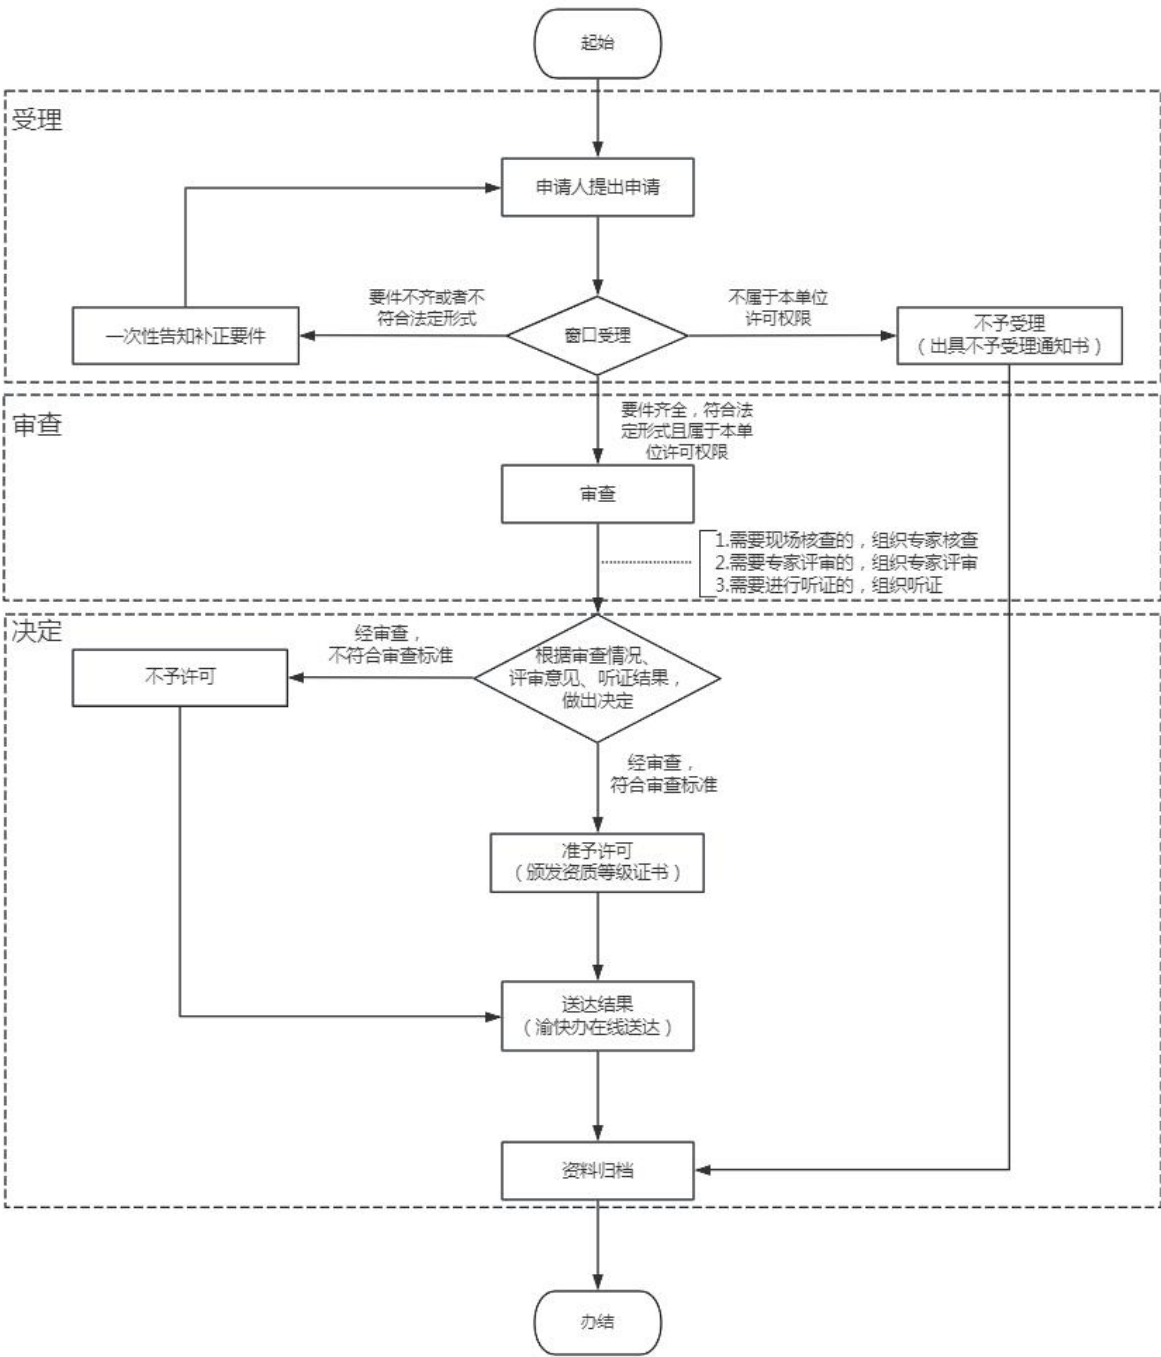 起始
受理
申请人提出申请
要件不齐或者不
符合法定形式
不属于本单位
许可权限
一次性告知补正要件
窗口受理
不予受理
（出具不予受理通知书）
审查
要件齐全，符合法
定形式且属于本单
位许可权限
审查
1.需要现场核查的，组织专家核查
2.需要专家评审的，组织专家评审
3.需要进行听证的，组织听证
决定
经审查，
不符合审查标准
不予许可
根据审查情况、
评审意见、听证结果，
做出决定
经审查，
符合审查标准
准予许可
（颁发资质等级证书）
送达结果
（渝快办在线送达）
资料归档
办结